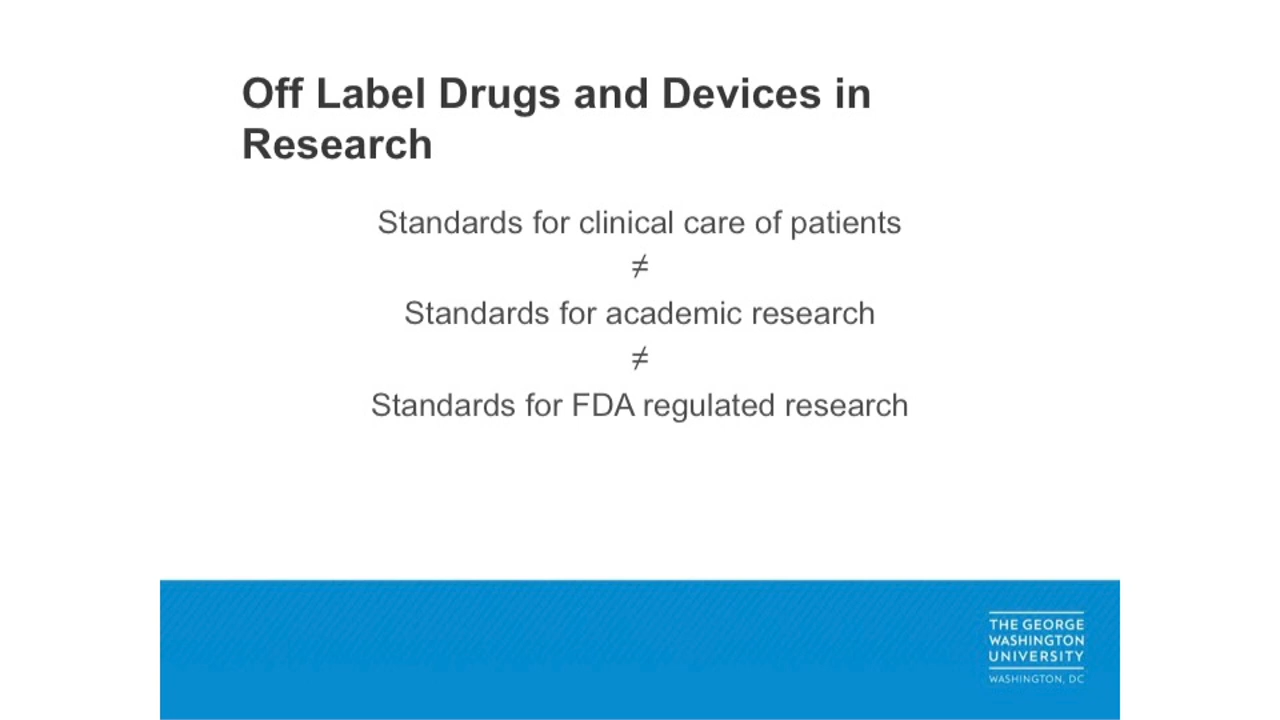 Off Label Drugs and Devices in
Research
Standards for clinical care of patients
≠
Standards for academic research
≠
Standards for FDA regulated research
THE GEORGE
WASHINGTON
UNIVERSITY
WASHINGTON, DC